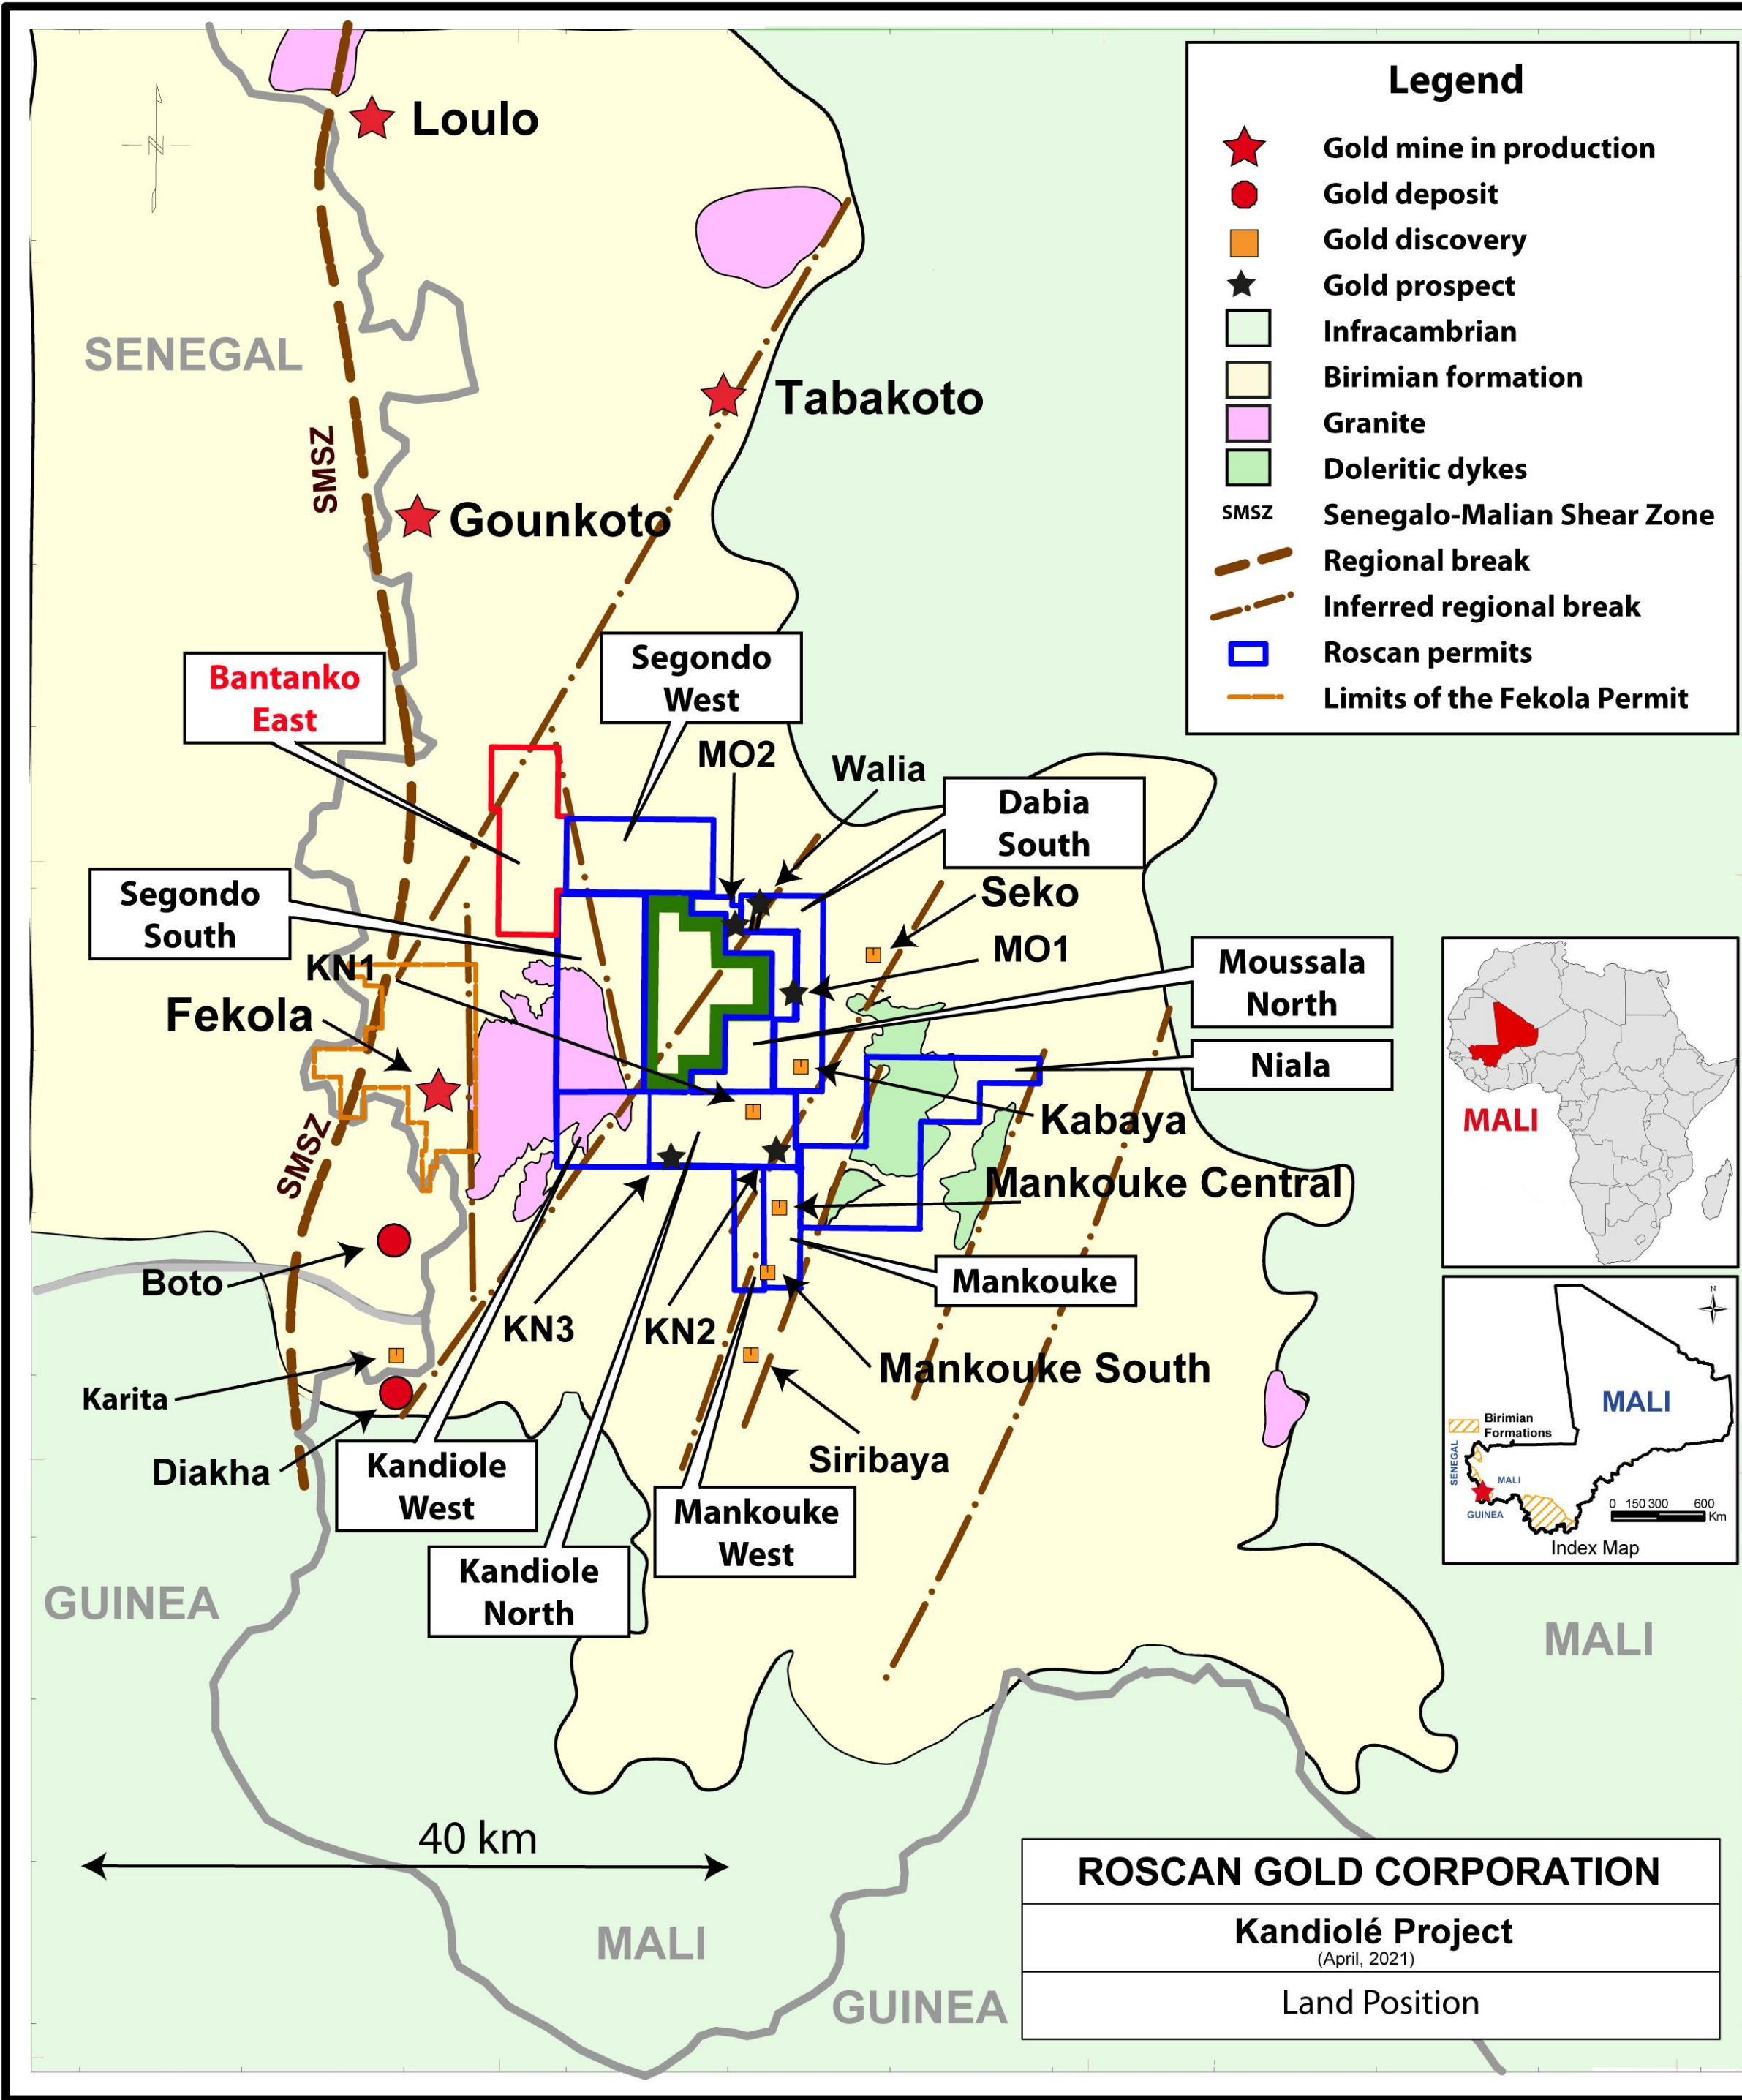 Legend
Gold mine in production
Gold deposit
Gold discovery
Gold prospect
Infracambrian
Birimian formation
Granite
Doleritic dykes
SMSZ Senegalo-Malian Shear Zone
Regional break
Inferred regional break
Roscan permits
Limits of the Fekola Permit
N
Loulo
SENEGAL
Tabakoto
SMSZ
Gounkoto
Segondo
West
Bantanko
East
MO2
Walia
Dabia
South
Segondo
South
Seko
MO1
KN1
Moussala
North
Fekola
Niala
Kabaya
SMSZ
Mankouke Central
Boto
Mankouke
KN3
KN2
Mankouke South
Karita
Siribaya
Diakha
Kandiole
West
Mankouke
West
Kandiole
North
GUINEA
MALI
40 km
MALI
GUINEA
MALI
N
MALI
Birimian
Formations
SENEGAL
MALI
GUINEA
0 150 300 600
Km
Index Map
ROSCAN GOLD CORPORATION
Kandiolé Project
(April, 2021)
Land Position